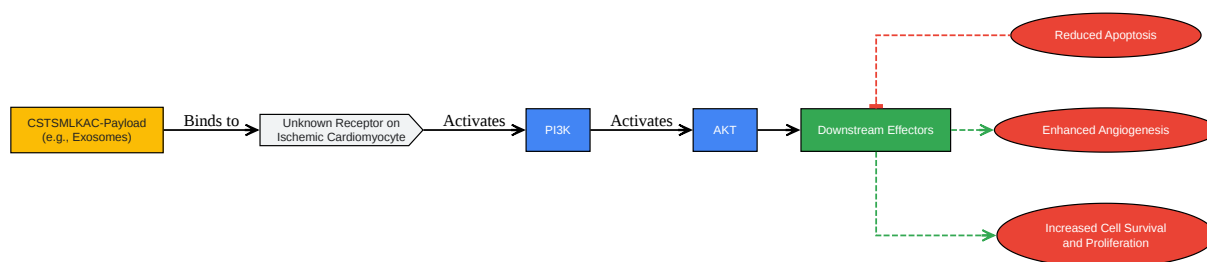 CSTSMLKAC-Payload
(e.g., Exosomes)
Binds to
Unknown Receptor on
Ischemic Cardiomyocyte
Activates
PI3K
Activates
AKT
Downstream Effectors
Reduced Apoptosis
Enhanced Angiogenesis
Increased Cell Survival
and Proliferation